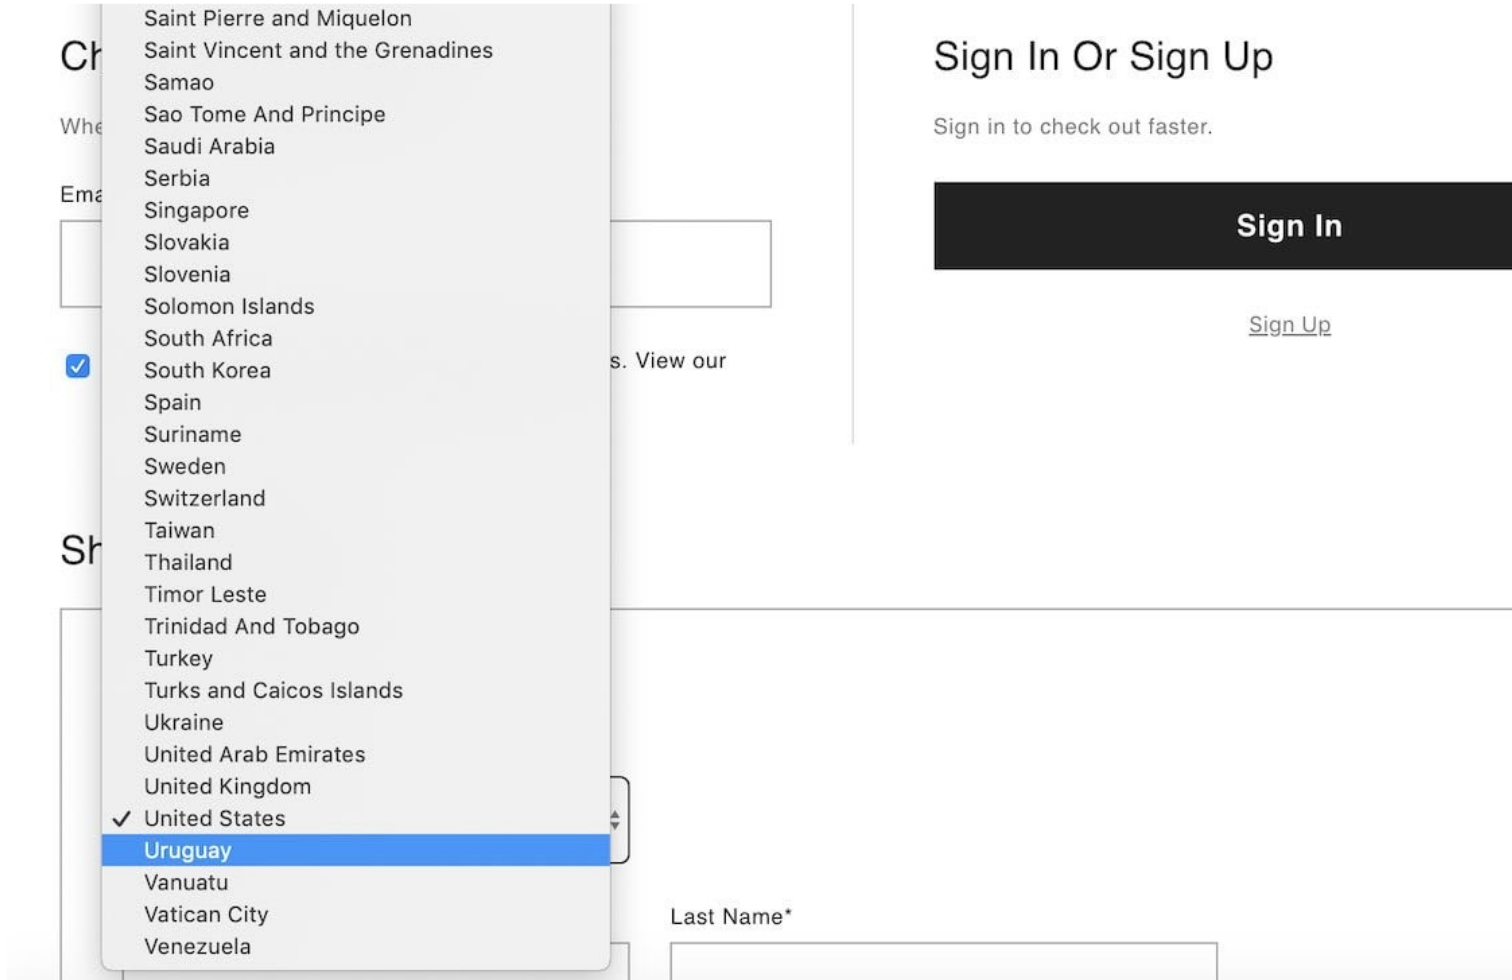 Saint Pierre and Miquelon
Saint Vincent and the Grenadines
Samao
Sao Tome And Principe
Saudi Arabia
Serbia
Singapore
Slovakia
Slovenia
Solomon Islands
South Africa
South Korea
Spain
Suriname
Sweden
Switzerland
Taiwan
Thailand
Timor Leste
Trinidad And Tobago
Turkey
Turks and Caicos Islands
Ukraine
United Arab Emirates
United Kingdom
✓ United States
Uruguay
Vanuatu
Vatican City
Venezuela
s. View our
Last Name*
Sign In Or Sign Up
Sign in to check out faster.
Sign In
Sign Up